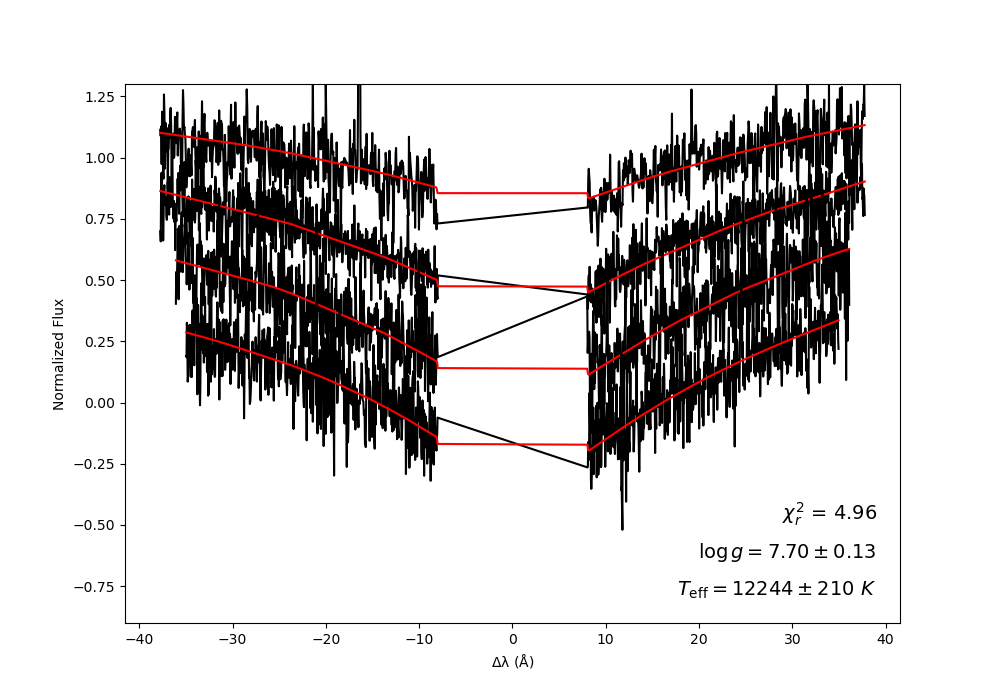 1.25
1.00
0.75
0.50
0.25
0.00
−0.25
−0.50
−0.75
Normalized Flux
χ_r^2 = 4.96
log g = 7.70 ± 0.13
T_eff = 12244 ± 210 K
−40 −30 −20 −10 0 10 20 30 40
Δλ (Å)